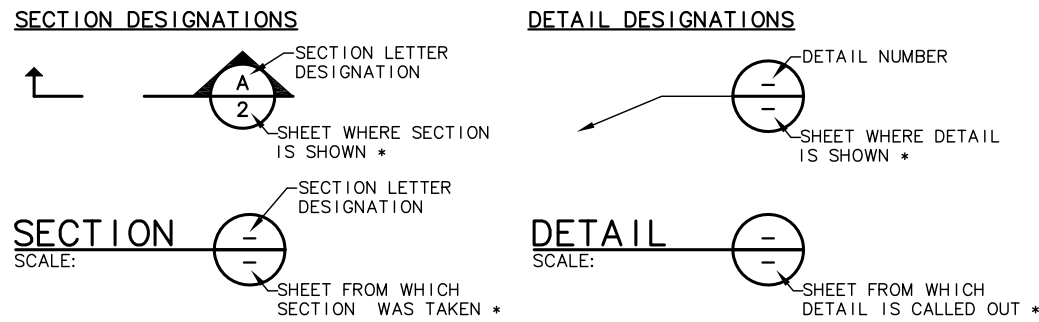 SECTION DESIGNATIONS
SECTION LETTER
DESIGNATION
A
2
SHEET WHERE SECTION
IS SHOWN *
SECTION LETTER
DESIGNATION
SECTION
SCALE:
–
–
SHEET FROM WHICH
SECTION WAS TAKEN *
DETAIL DESIGNATIONS
DETAIL NUMBER
–
–
SHEET WHERE DETAIL
IS SHOWN *
DETAIL
SCALE:
–
–
SHEET FROM WHICH
DETAIL IS CALLED OUT *